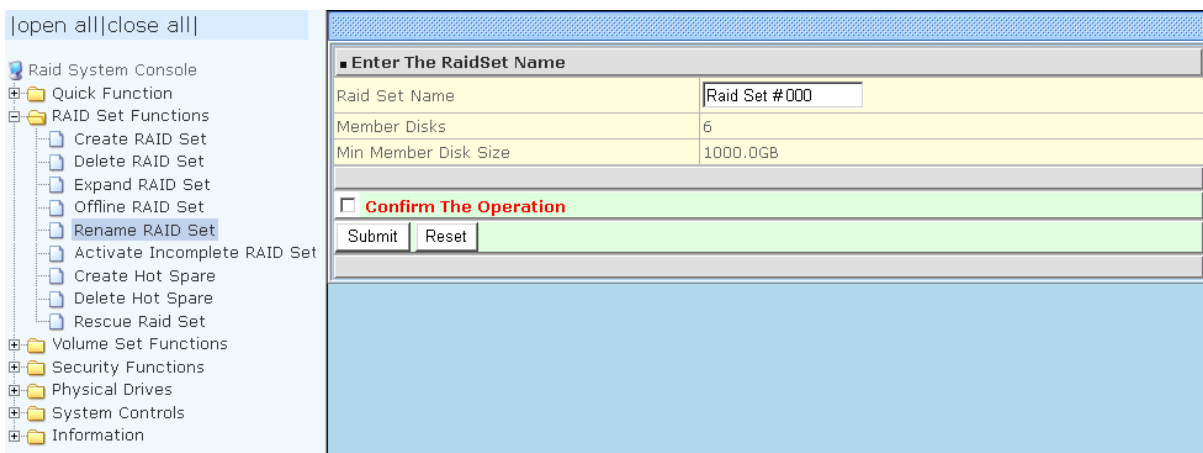 |open all|close all|
Raid System Console
Quick Function
RAID Set Functions
Create RAID Set
Delete RAID Set
Expand RAID Set
Offline RAID Set
Rename RAID Set
Activate Incomplete RAID Set
Create Hot Spare
Delete Hot Spare
Rescue Raid Set
Volume Set Functions
Security Functions
Physical Drives
System Controls
Information
Enter The RaidSet Name
Raid Set Name Raid Set #000
Member Disks 6
Min Member Disk Size 1000.0GB
Confirm The Operation
Submit Reset